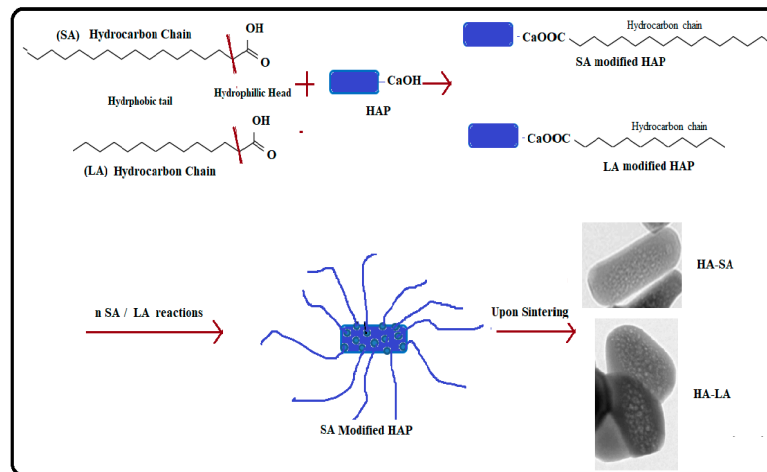 (SA) Hydrocarbon Chain
OH
O
Hydrphobic tail
Hydrophillic Head
OH
O
(LA) Hydrocarbon Chain
CaOH
HAP
CaOOC
Hydrocarbon chain
SA modified HAP
CaOOC
Hydrocarbon chain
LA modified HAP
n SA / LA reactions
SA Modified HAP
Upon Sintering
HA-SA
HA-LA